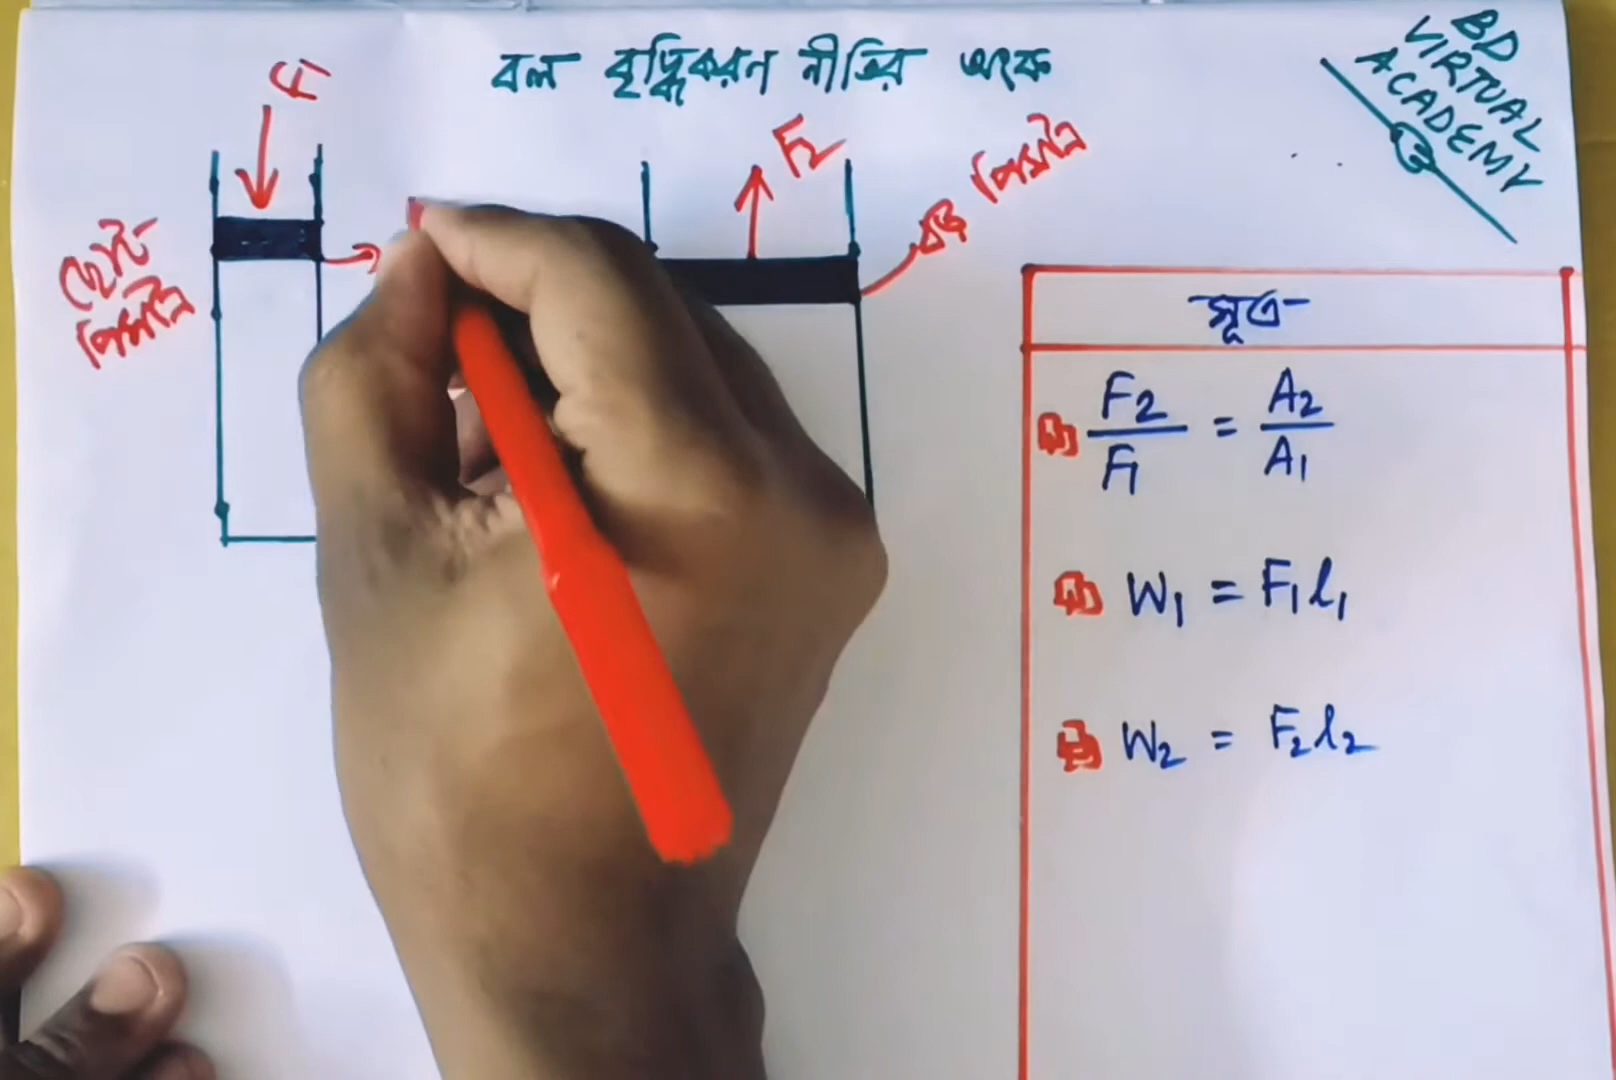 বল বৃদ্ধিকরণ নীতির অংক
BD
VIRTUAL
ACADEMY
F1
F2
ছোট
পিস্টন
বড় পিস্টন
সূত্র
F2/F1 = A2/A1
W1 = F1l1
W2 = F2l2